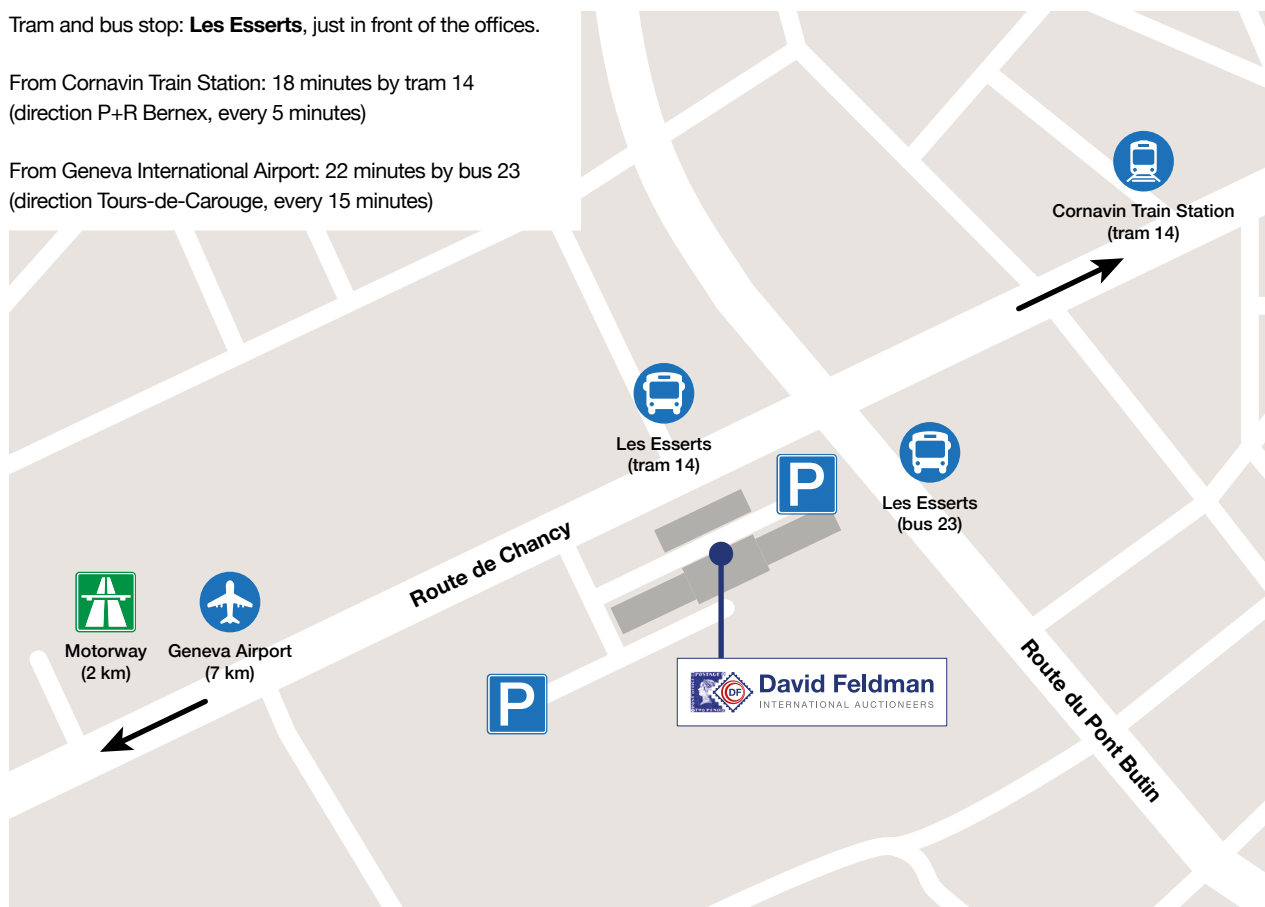 Tram and bus stop: Les Esserts, just in front of the offices.
From Cornavin Train Station: 18 minutes by tram 14
(direction P+R Bernex, every 5 minutes)
From Geneva International Airport: 22 minutes by bus 23
(direction Tours-de-Carouge, every 15 minutes)
Cornavin Train Station
(tram 14)
Les Esserts
(tram 14)
P
Les Esserts
(bus 23)
Route de Chancy
Motorway
(2 km)
Geneva Airport
(7 km)
P
POSTAGE
TWO PENCE
DF
David Feldman
INTERNATIONAL AUCTIONEERS
Route du Pont Butin